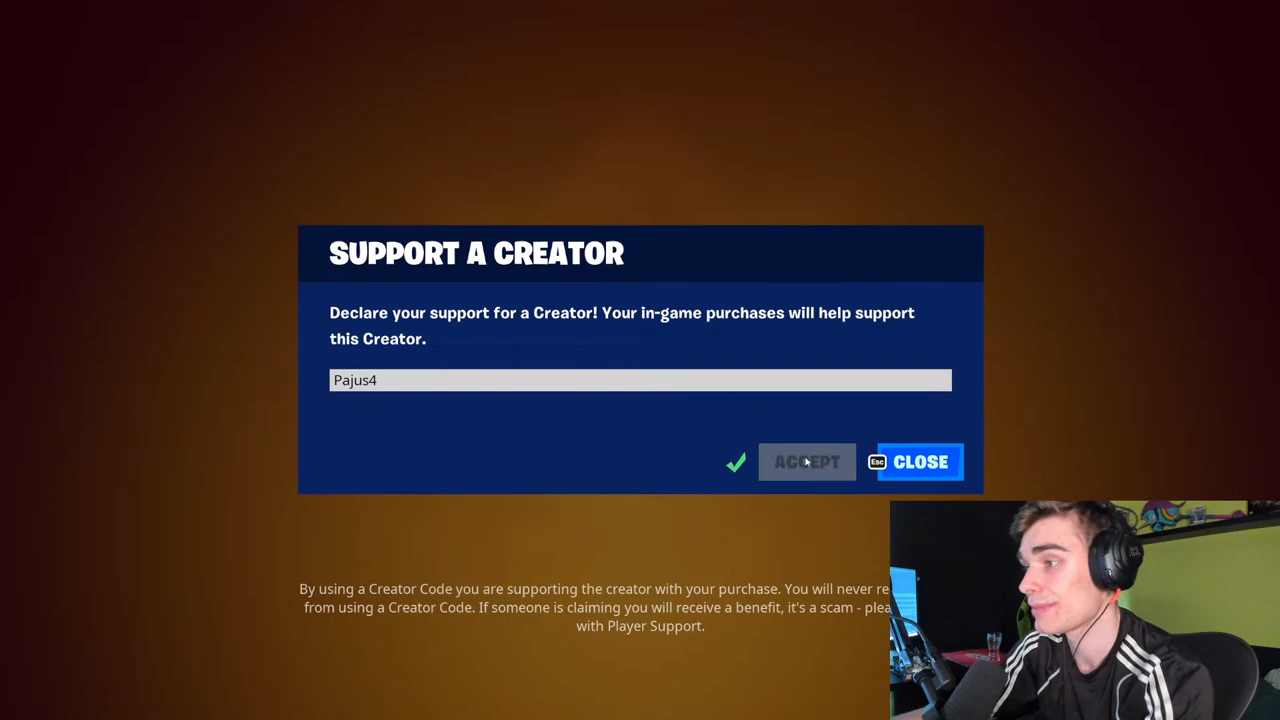 SUPPORT A CREATOR
Declare your support for a Creator! Your in-game purchases will help support
this Creator.
Pajus4
ACCEPT
Esc CLOSE
By using a Creator Code you are supporting the creator with your purchase. You will never
from using a Creator Code. If someone is claiming you will receive a benefit, it's a scam -
with Player Support.